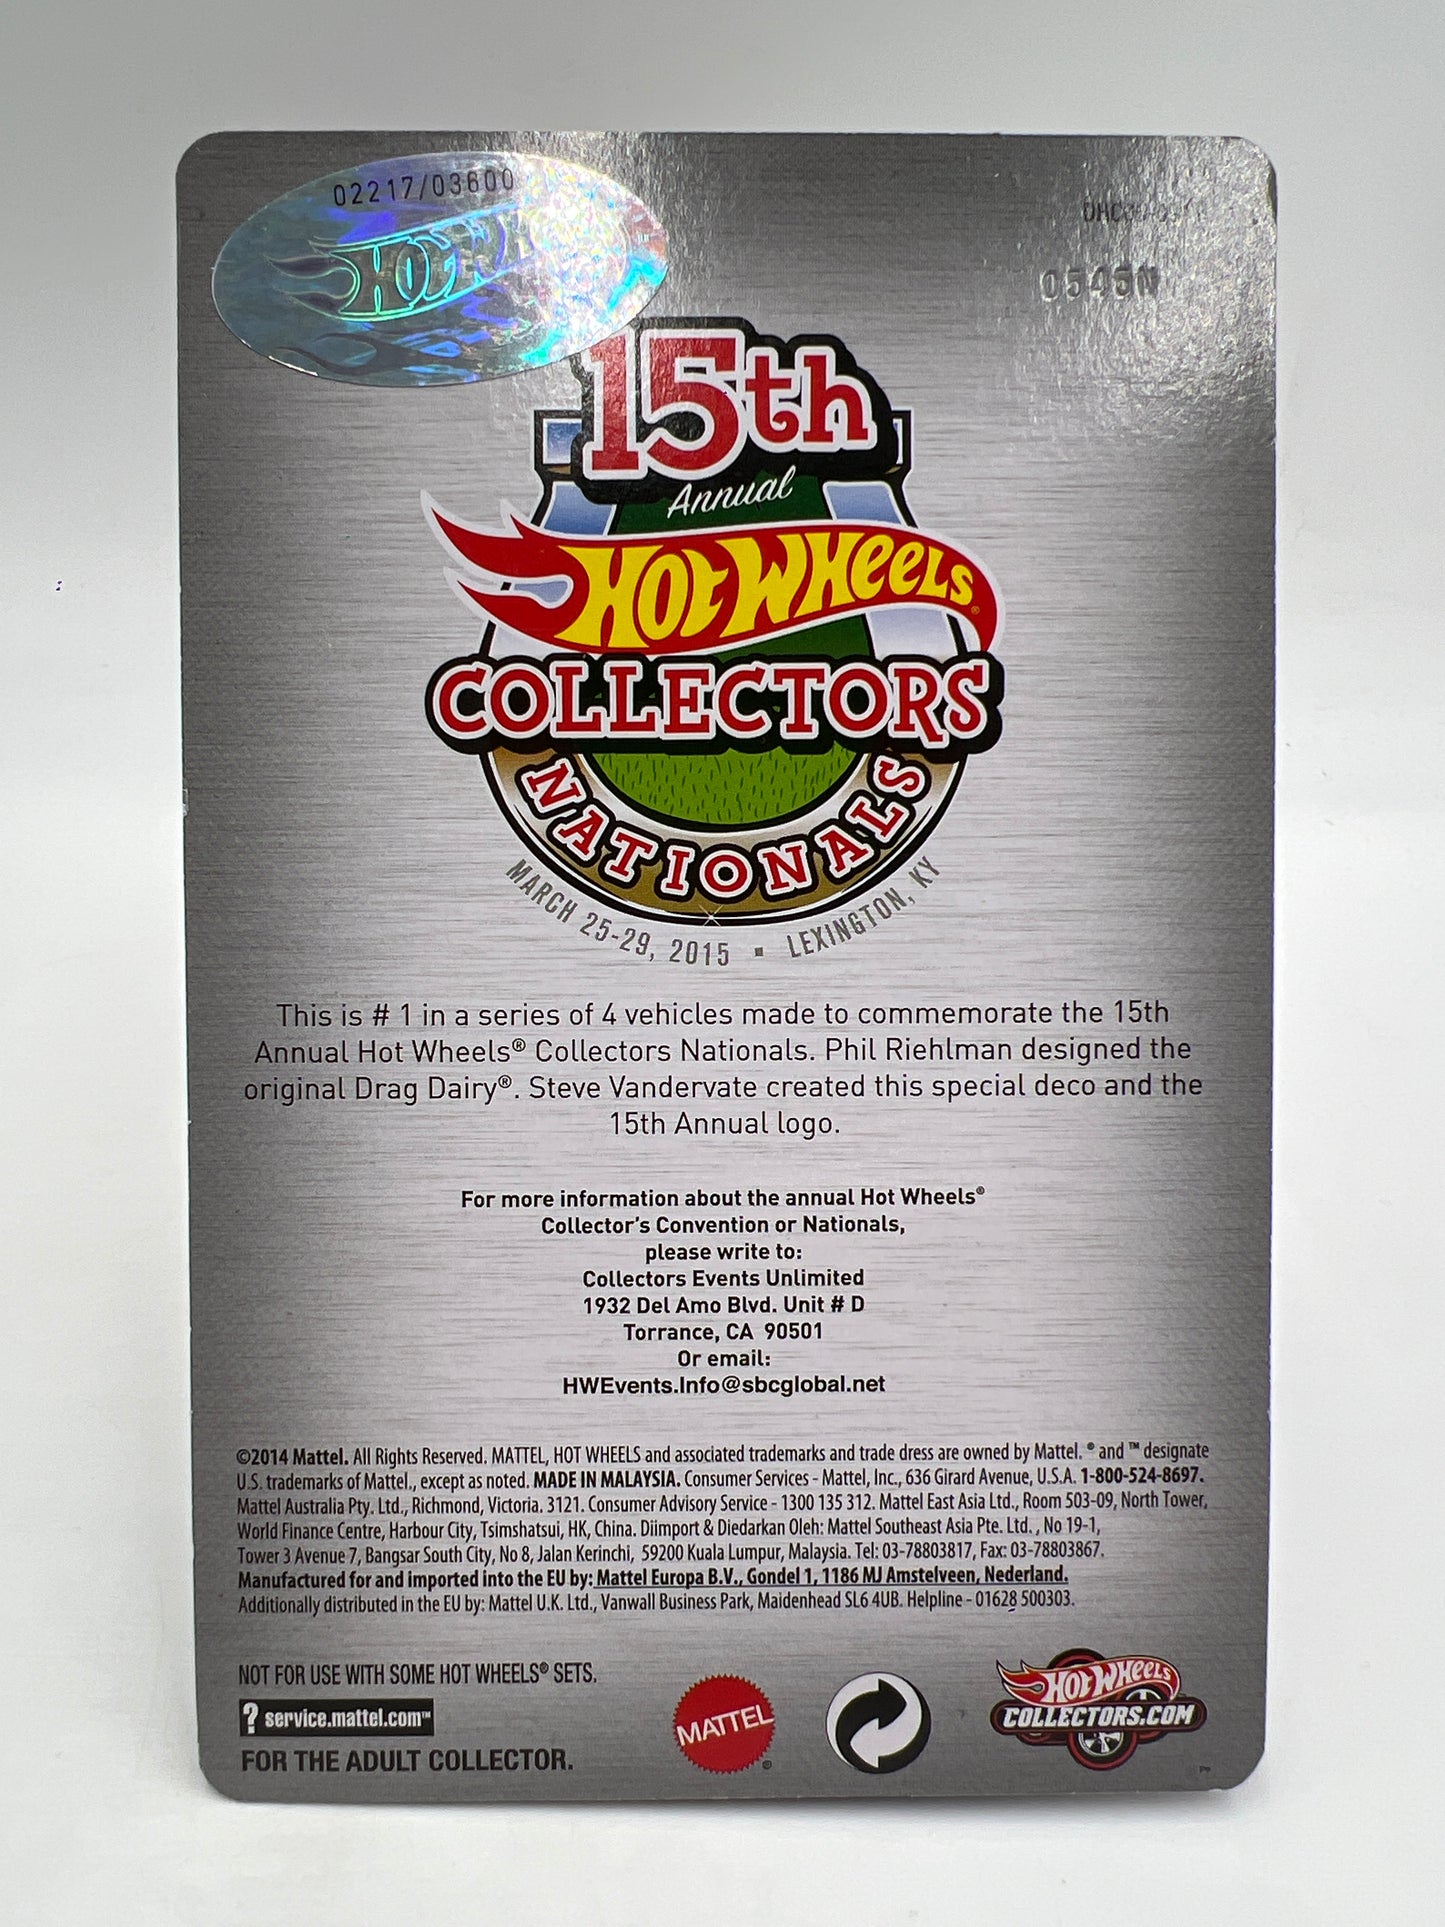 02217/03600
HOT WH
0545N
15th
Annual
HOT WHEELS®
COLLECTORS
NATIONALS
MARCH 25-29, 2015 ▪ LEXINGTON, KY
This is # 1 in a series of 4 vehicles made to commemorate the 15th
Annual Hot Wheels® Collectors Nationals. Phil Riehlman designed the
original Drag Dairy®. Steve Vandervate created this special deco and the
15th Annual logo.
For more information about the annual Hot Wheels®
Collector's Convention or Nationals,
please write to:
Collectors Events Unlimited
1932 Del Amo Blvd. Unit # D
Torrance, CA 90501
Or email:
HWEvents.Info@sbcglobal.net
©2014 Mattel. All Rights Reserved. MATTEL, HOT WHEELS and associated trademarks and trade dress are owned by Mattel. ® and ™ designate
U.S. trademarks of Mattel., except as noted. MADE IN MALAYSIA. Consumer Services - Mattel, Inc., 636 Girard Avenue, U.S.A. 1-800-524-8697.
Mattel Australia Pty. Ltd., Richmond, Victoria. 3121. Consumer Advisory Service - 1300 135 312. Mattel East Asia Ltd., Room 503-09, North Tower,
World Finance Centre, Harbour City, Tsimshatsui, HK, China. Diimport & Diedarkan Oleh: Mattel Southeast Asia Pte. Ltd. , No 19-1,
Tower 3 Avenue 7, Bangsar South City, No 8, Jalan Kerinchi, 59200 Kuala Lumpur, Malaysia. Tel: 03-78803817, Fax: 03-78803867.
Manufactured for and imported into the EU by: Mattel Europa B.V., Gondel 1, 1186 MJ Amstelveen, Nederland.
Additionally distributed in the EU by: Mattel U.K. Ltd., Vanwall Business Park, Maidenhead SL6 4UB. Helpline - 01628 500303.
NOT FOR USE WITH SOME HOT WHEELS® SETS.
? service.mattel.com™
FOR THE ADULT COLLECTOR.
MATTEL®
HOT WHEELS
COLLECTORS.COM